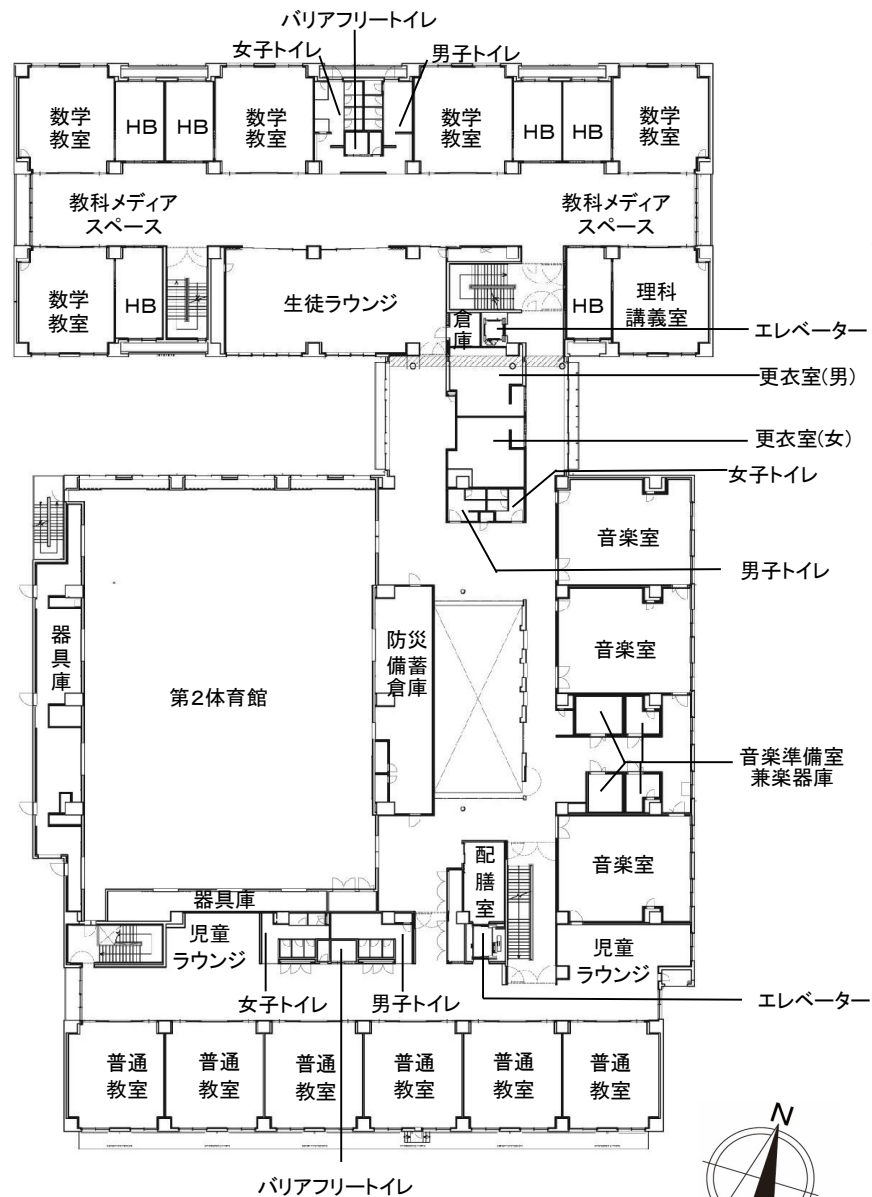 バリアフリートイレ
女子トイレ
男子トイレ
数学
教室
HB
HB
数学
教室
数学
教室
HB
HB
数学
教室
教科メディア
スペース
教科メディア
スペース
数学
教室
HB
生徒ラウンジ
倉
庫
HB
理科
講義室
エレベーター
更衣室(男)
更衣室(女)
女子トイレ
男子トイレ
音楽室
音楽室
器
具
庫
第2体育館
防災
備蓄
倉庫
音楽準備室
兼楽器庫
配
膳
室
音楽室
器具庫
児童
ラウンジ
児童
ラウンジ
女子トイレ
男子トイレ
エレベーター
普通
教室
普通
教室
普通
教室
普通
教室
普通
教室
普通
教室
N
バリアフリートイレ